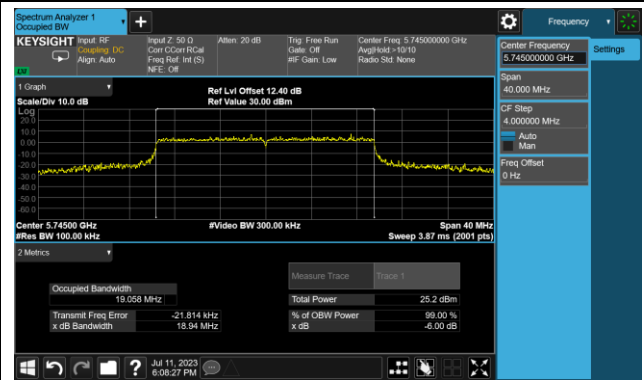 Spectrum Analyzer 1
Occupied BW
Frequency
KEYSIGHT
Input: RF
Coupling: DC
Align: Auto
Input Z: 50 Ω
Corr CCorr RCal
Freq Ref: Int (S)
NFE: Off
Atten: 20 dB
Trig: Free Run
Gate: Off
#IF Gain: Low
Center Freq: 5.745000000 GHz
Avg|Hold:>10/10
Radio Std: None
Center Frequency
5.745000000 GHz
Settings
Span
40.000 MHz
CF Step
4.000000 MHz
Auto
Man
Freq Offset
0 Hz
1 Graph
Ref Lvl Offset 12.40 dB
Scale/Div 10.0 dB
Ref Value 30.00 dBm
Log
20.0
10.0
0.00
-10.0
-20.0
-30.0
-40.0
-50.0
-60.0
Center 5.74500 GHz
#Video BW 300.00 kHz
Span 40 MHz
#Res BW 100.00 kHz
Sweep 3.87 ms (2001 pts)
2 Metrics
Measure Trace
Trace 1
Occupied Bandwidth
19.058 MHz
Total Power
25.2 dBm
Transmit Freq Error
-21.814 kHz
% of OBW Power
99.00 %
x dB Bandwidth
18.94 MHz
x dB
-6.00 dB
Jul 11, 2023
6:08:27 PM